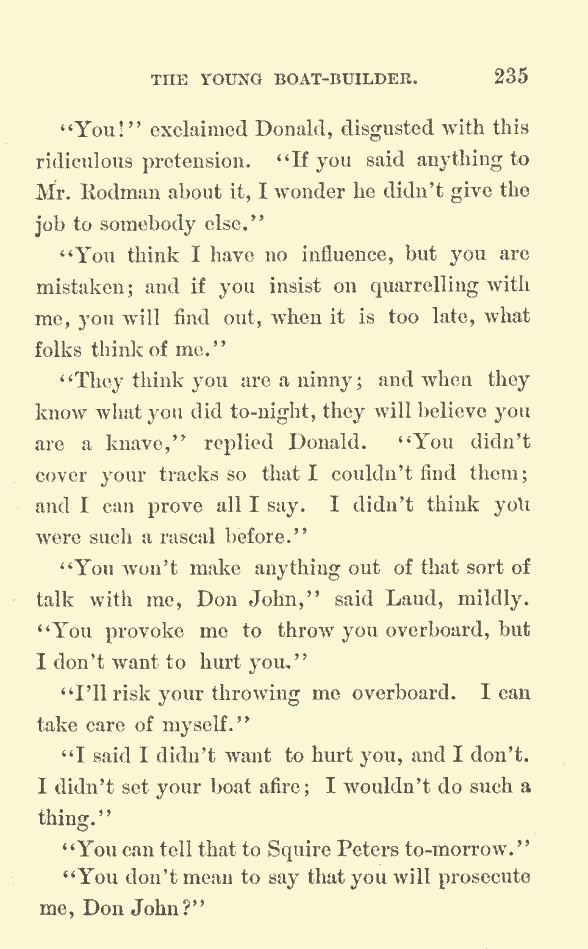 THE YOUNG BOAT-BUILDER. 235
“You!” exclaimed Donald, disgusted with this
ridiculous pretension. “If you said anything to
Mr. Rodman about it, I wonder he didn’t give the
job to somebody else.”
“You think I have no influence, but you are
mistaken; and if you insist on quarrelling with
me, you will find out, when it is too late, what
folks think of me.”
“They think you are a ninny; and when they
know what you did to-night, they will believe you
are a knave,” replied Donald. “You didn’t
cover your tracks so that I couldn’t find them;
and I can prove all I say. I didn’t think you
were such a rascal before.”
“You won’t make anything out of that sort of
talk with me, Don John,” said Laud, mildly.
“You provoke me to throw you overboard, but
I don’t want to hurt you.”
“I’ll risk your throwing me overboard. I can
take care of myself.”
“I said I didn’t want to hurt you, and I don’t.
I didn’t set your boat afire; I wouldn’t do such a
thing.”
“You can tell that to Squire Peters to-morrow.”
“You don’t mean to say that you will prosecute
me, Don John?”